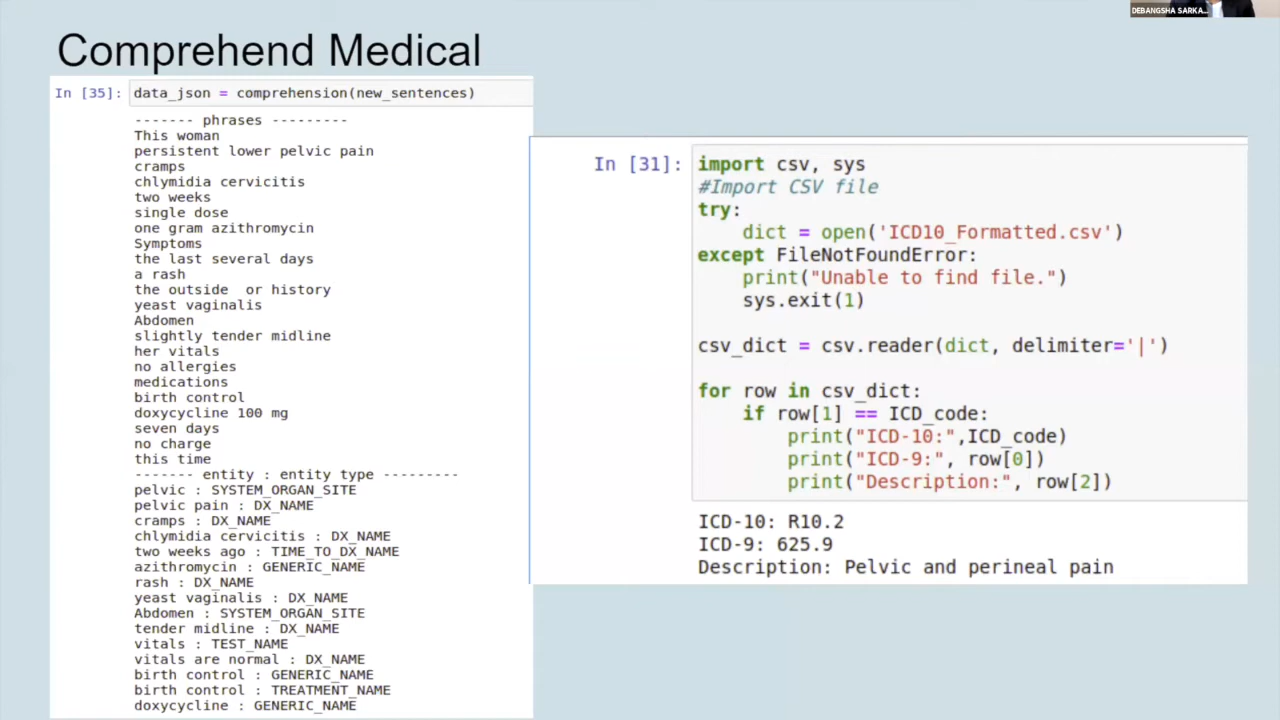 DEBANGSHA SARKA...
Comprehend Medical
In [35]: data_json = comprehension(new_sentences)
------- phrases ---------
This woman
persistent lower pelvic pain
cramps
chlymidia cervicitis
two weeks
single dose
one gram azithromycin
Symptoms
the last several days
a rash
the outside  or history
yeast vaginalis
Abdomen
slightly tender midline
her vitals
no allergies
medications
birth control
doxycycline 100 mg
seven days
no charge
this time
------- entity : entity type ---------
pelvic : SYSTEM_ORGAN_SITE
pelvic pain : DX_NAME
cramps : DX_NAME
chlymidia cervicitis : DX_NAME
two weeks ago : TIME_TO_DX_NAME
azithromycin : GENERIC_NAME
rash : DX_NAME
yeast vaginalis : DX_NAME
Abdomen : SYSTEM_ORGAN_SITE
tender midline : DX_NAME
vitals : TEST_NAME
vitals are normal : DX_NAME
birth control : GENERIC_NAME
birth control : TREATMENT_NAME
doxycycline : GENERIC_NAME
In [31]: import csv, sys
#Import CSV file
try:
    dict = open('ICD10_Formatted.csv')
except FileNotFoundError:
    print("Unable to find file.")
    sys.exit(1)
csv_dict = csv.reader(dict, delimiter='|')
for row in csv_dict:
    if row[1] == ICD_code:
        print("ICD-10:",ICD_code)
        print("ICD-9:", row[0])
        print("Description:", row[2])
ICD-10: R10.2
ICD-9: 625.9
Description: Pelvic and perineal pain